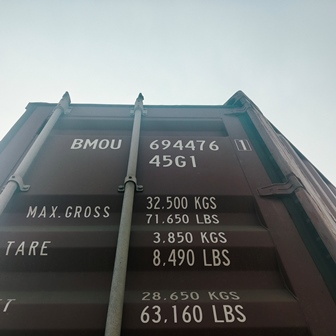 BMOU 694476 1
45G1
MAX.GROSS 32.500 KGS
71.650 LBS
TARE 3.850 KGS
8.490 LBS
28.650 KGS
63.160 LBS